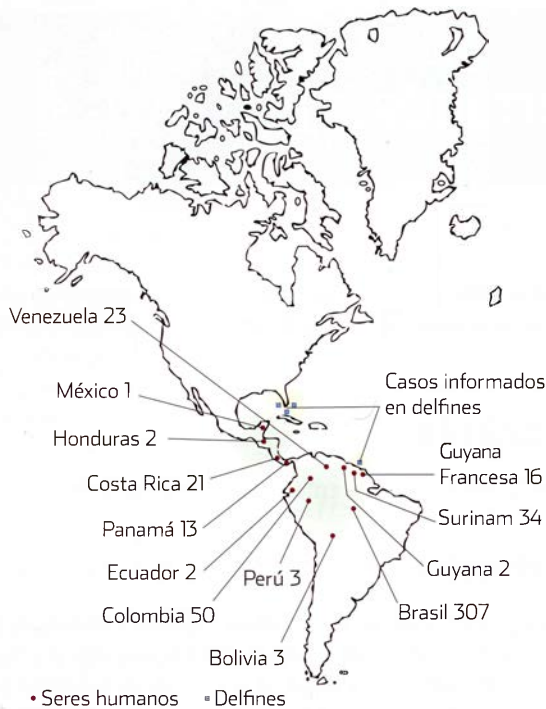 Venezuela 23
México 1
Honduras 2
Costa Rica 21
Panamá 13
Ecuador 2
Perú 3
Colombia 50
Bolivia 3
Casos informados
en delfines
Guyana
Francesa 16
Surinam 34
Guyana 2
Brasil 307
Seres humanos
Delfines